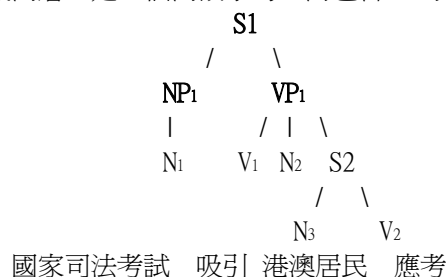 S1
/ \
NP₁ VP₁
| / | \
N₁ V₁ N₂ S2
/ \
N₃ V₂
國家司法考試 吸引 港澳居民 應考